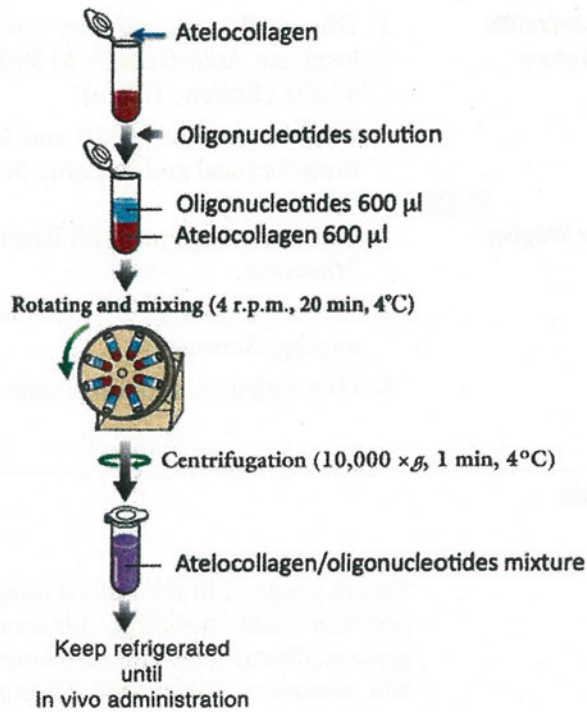 Atelocollagen
Oligonucleotides solution
Oligonucleotides 600 µl
Atelocollagen 600 µl
Rotating and mixing (4 r.p.m., 20 min, 4°C)
Centrifugation (10,000 ×g, 1 min, 4°C)
Atelocollagen/oligonucleotides mixture
Keep refrigerated
until
In vivo administration